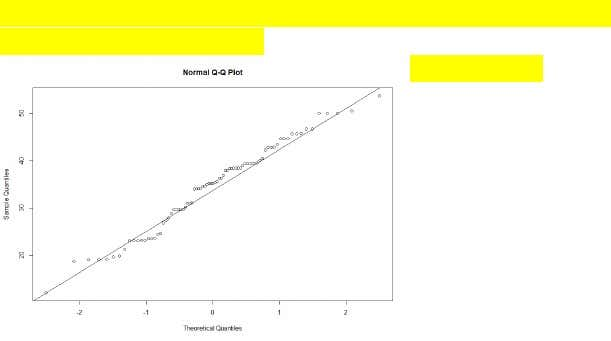 Normal Q-Q Plot
50
40
30
20
Sample Quantiles
-2 -1 0 1 2
Theoretical Quantiles